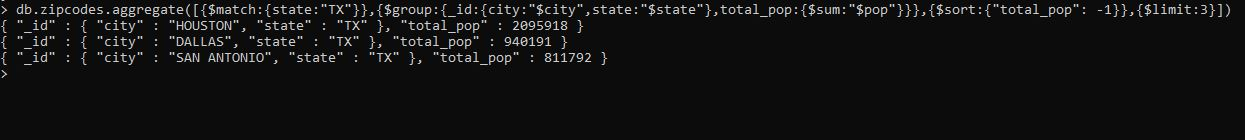 > db.zipcodes.aggregate([{$match:{state:"TX"}},{$group:{_id:{city:"$city",state:"$state"},total_pop:{$sum:"$pop"}}},{$sort:{"total_pop": -1}},{$limit:3}])
{ "_id" : { "city" : "HOUSTON", "state" : "TX" }, "total_pop" : 2095918 }
{ "_id" : { "city" : "DALLAS", "state" : "TX" }, "total_pop" : 940191 }
{ "_id" : { "city" : "SAN ANTONIO", "state" : "TX" }, "total_pop" : 811792 }
>